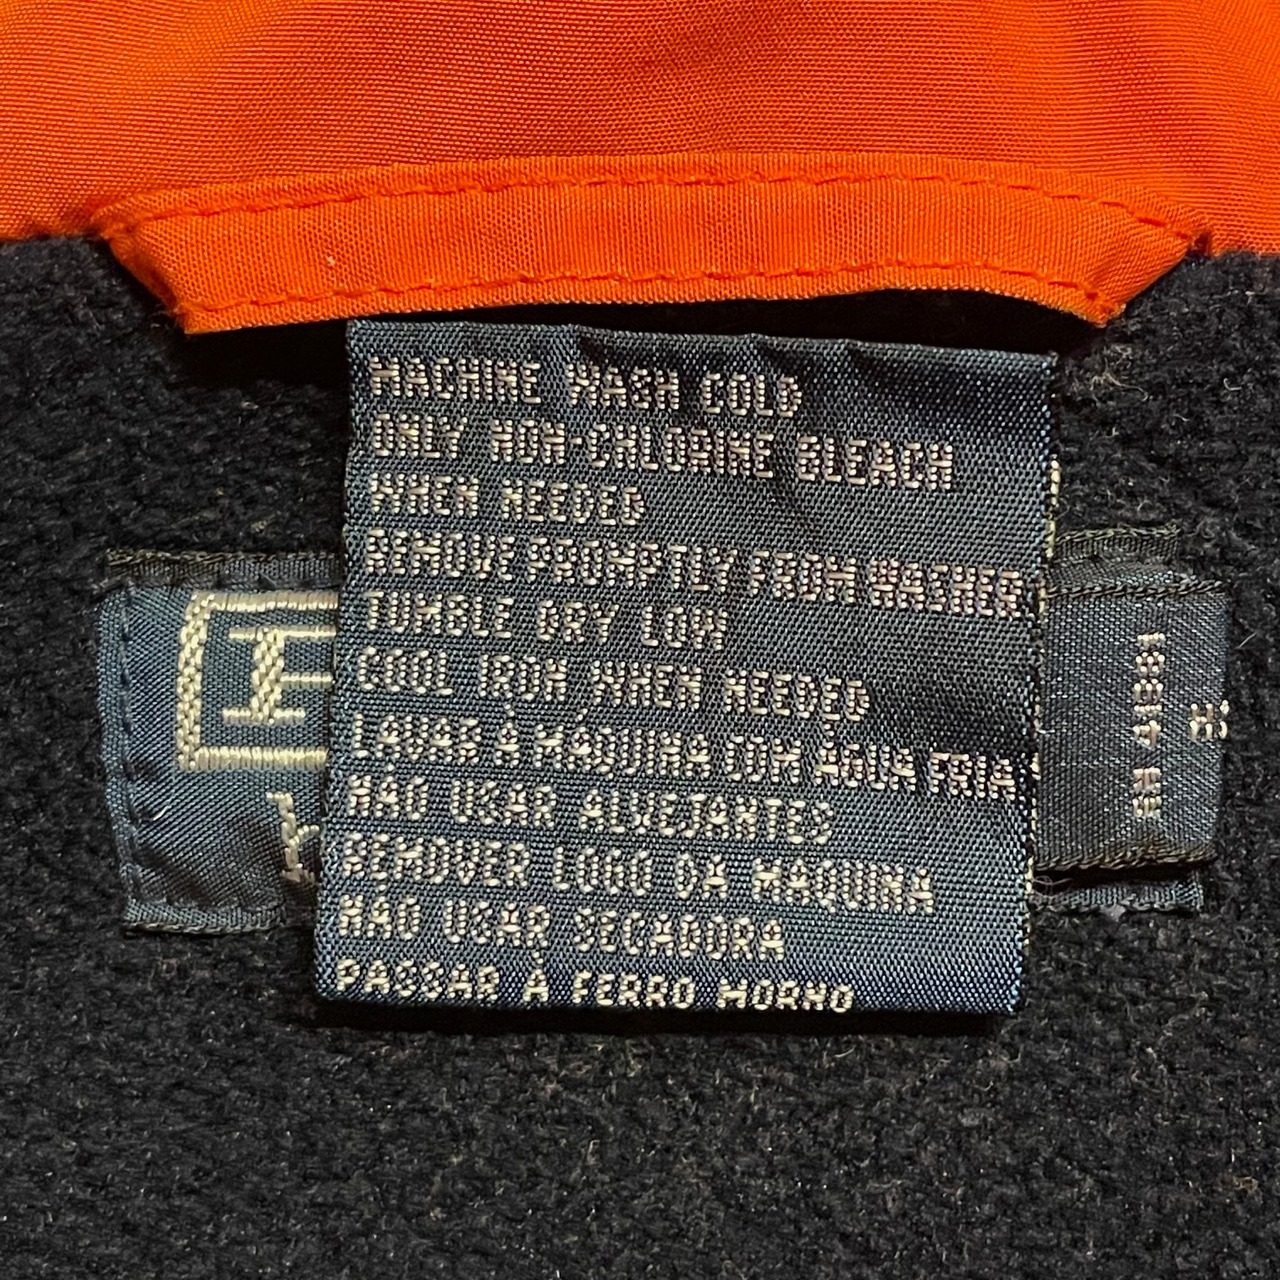 MACHINE WASH COLD
ONLY NON-CHLORINE BLEACH
WHEN NEEDED
REMOVE PROMPTLY FROM WASHER
TUMBLE DRY LOW
COOL IRON WHEN NEEDED
LAVAR À MÁQUINA COM ÁGUA FRIA
NÃO USAR ALVEJANTES
REMOVER LOGO DA MAQUINA
NÃO USAR SECADORA
PASSAR À FERRO MORNO